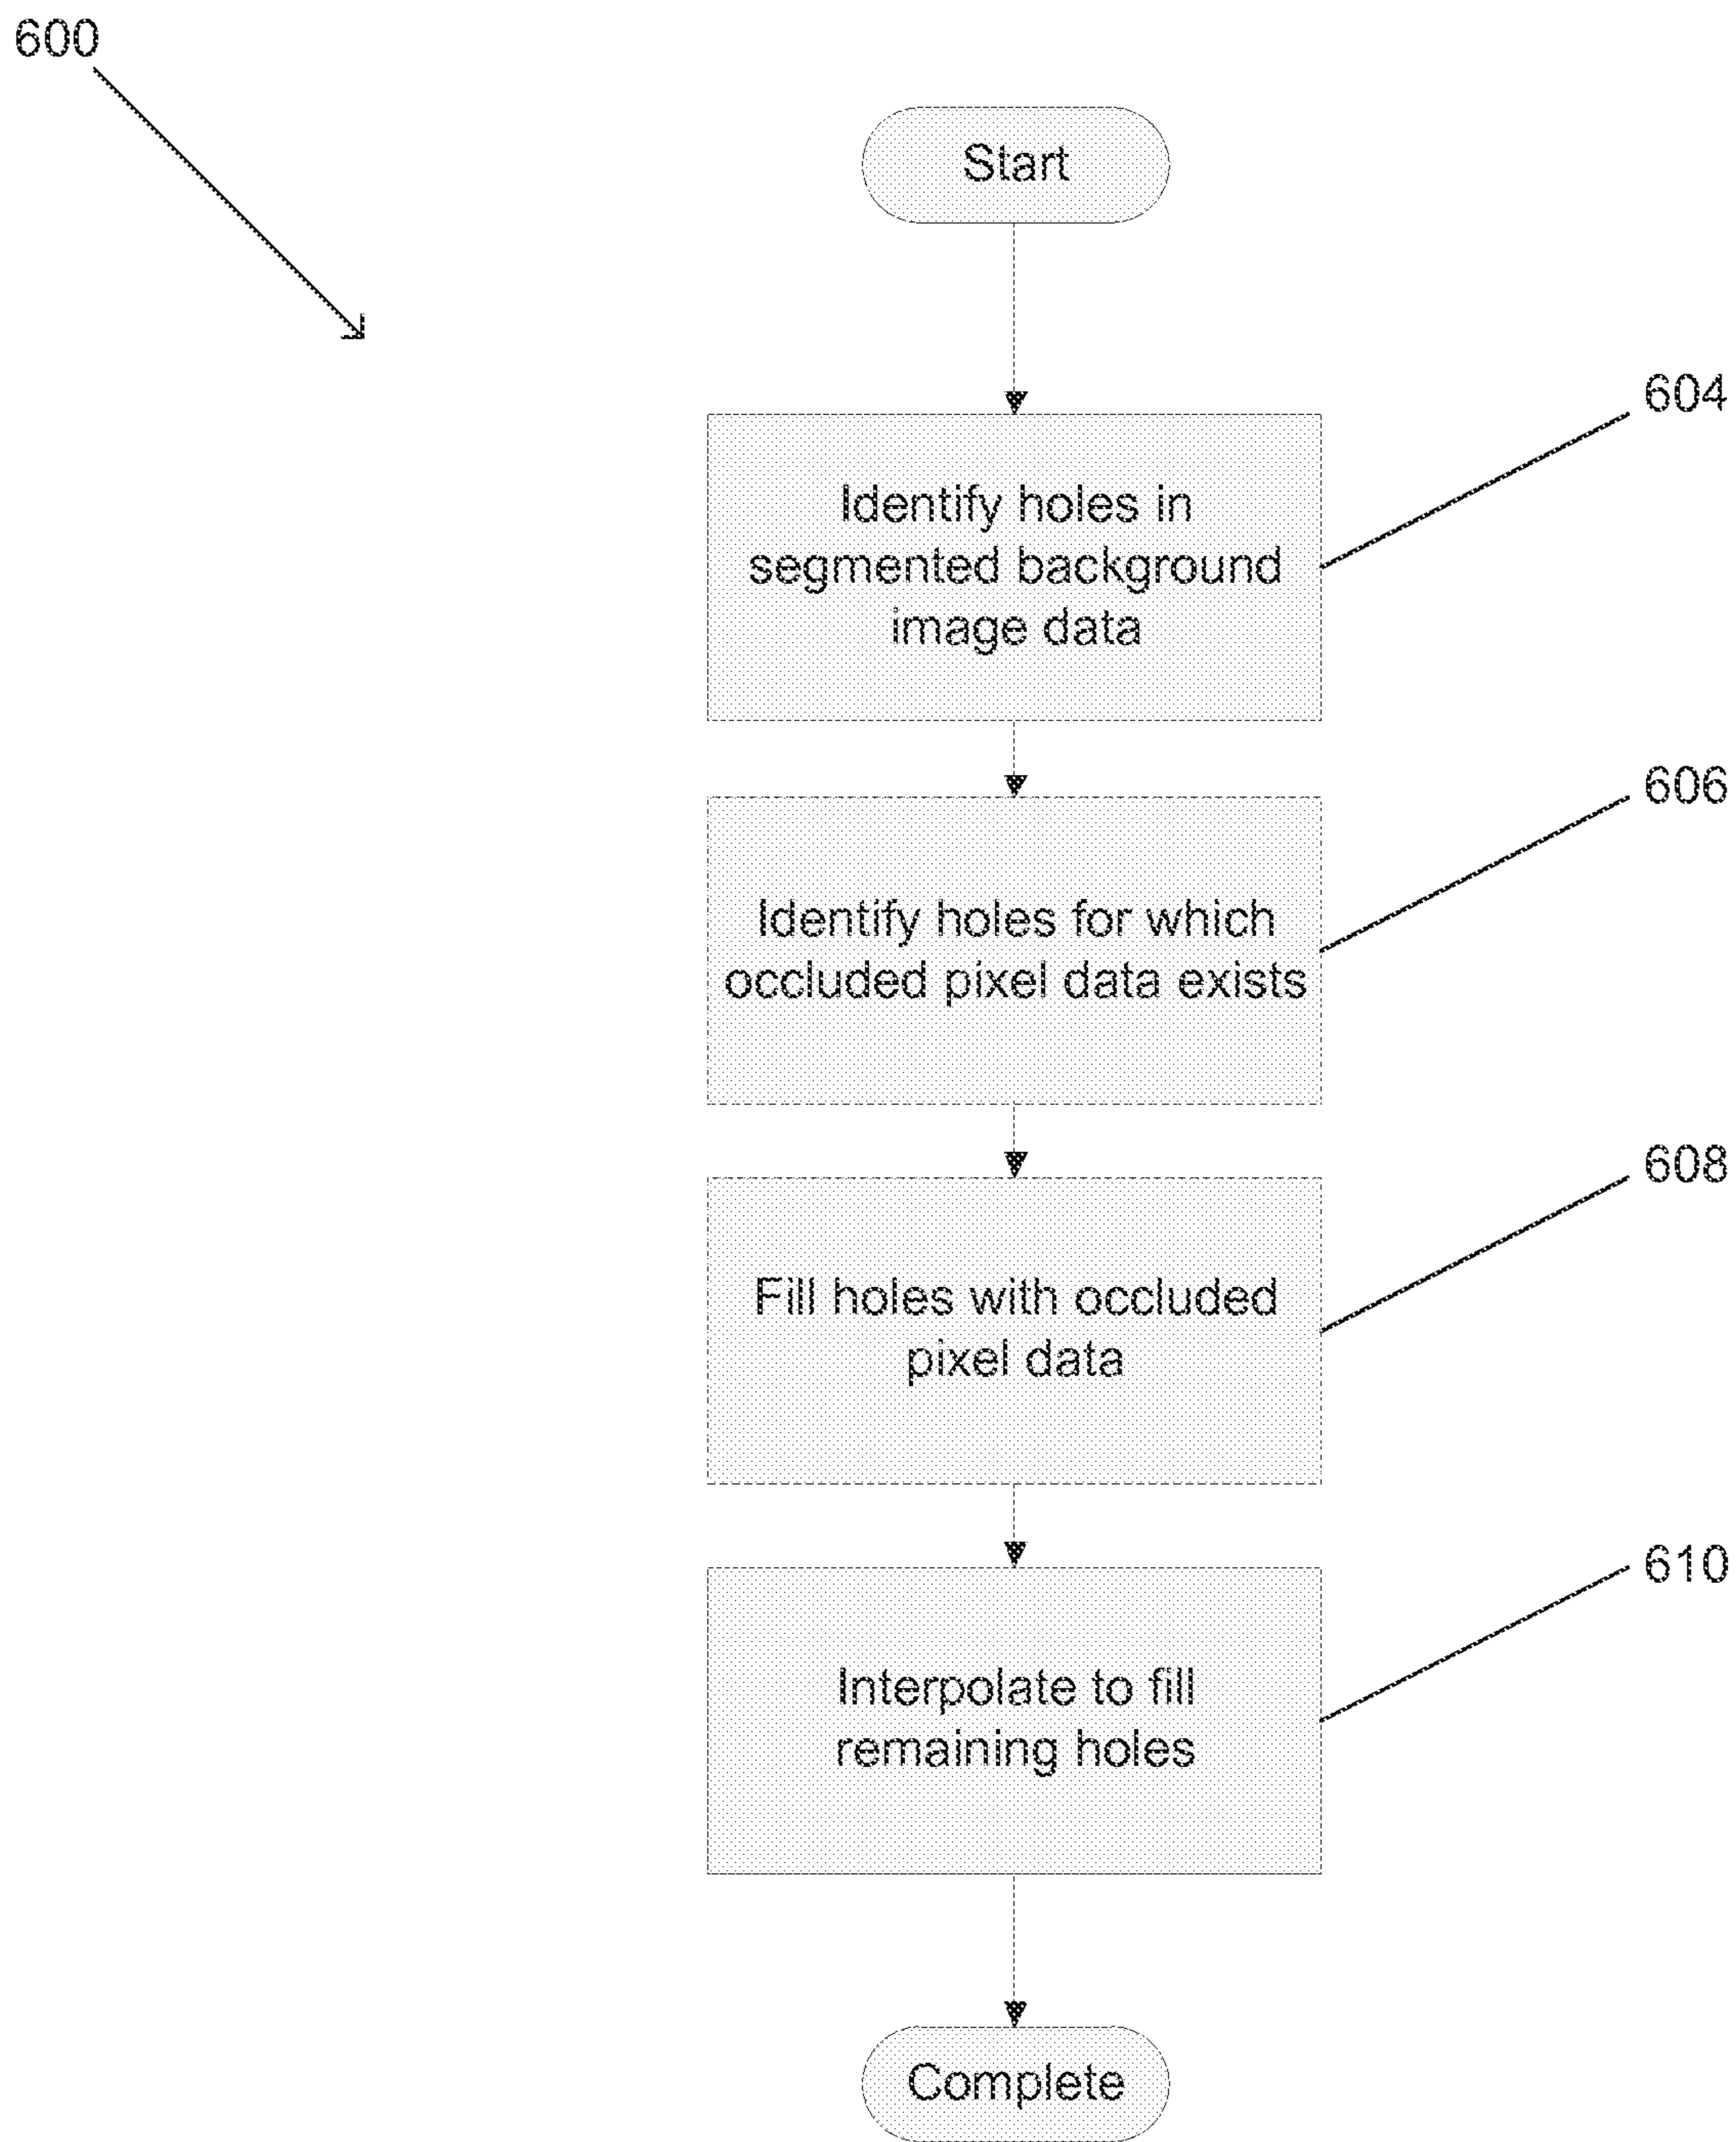 600
Start
604
Identify holes in
segmented background
image data
606
Identify holes for which
occluded pixel data exists
608
Fill holes with occluded
pixel data
610
Interpolate to fill
remaining holes
Complete